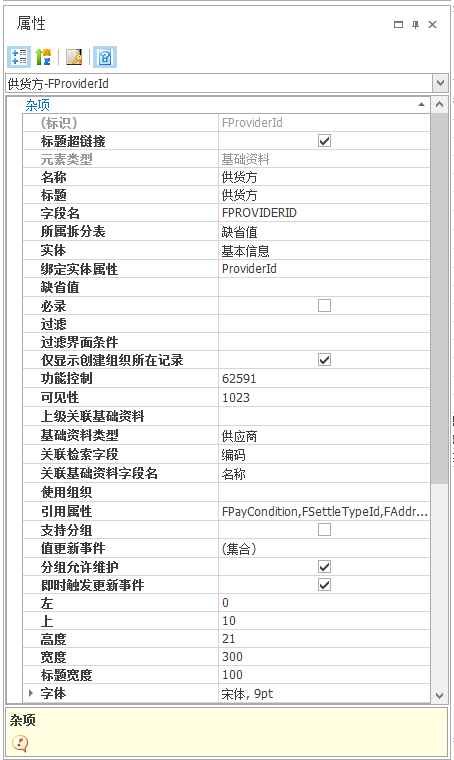 属性
供货方-FProviderId
杂项
(标识) FProviderId
标题超链接
元素类型 基础资料
名称 供货方
标题 供货方
字段名 FPROVIDERID
所属拆分表 缺省值
实体 基本信息
绑定实体属性 ProviderId
缺省值
必录
过滤
过滤界面条件
仅显示创建组织所在记录
功能控制 62591
可见性 1023
上级关联基础资料
基础资料类型 供应商
关联检索字段 编码
关联基础资料字段名 名称
使用组织
引用属性 FPayCondition,FSettleTypeId,FAddr...
支持分组
值更新事件 (集合)
分组允许维护
即时触发更新事件
左 0
上 10
高度 21
宽度 300
标题宽度 100
字体 宋体, 9pt
杂项